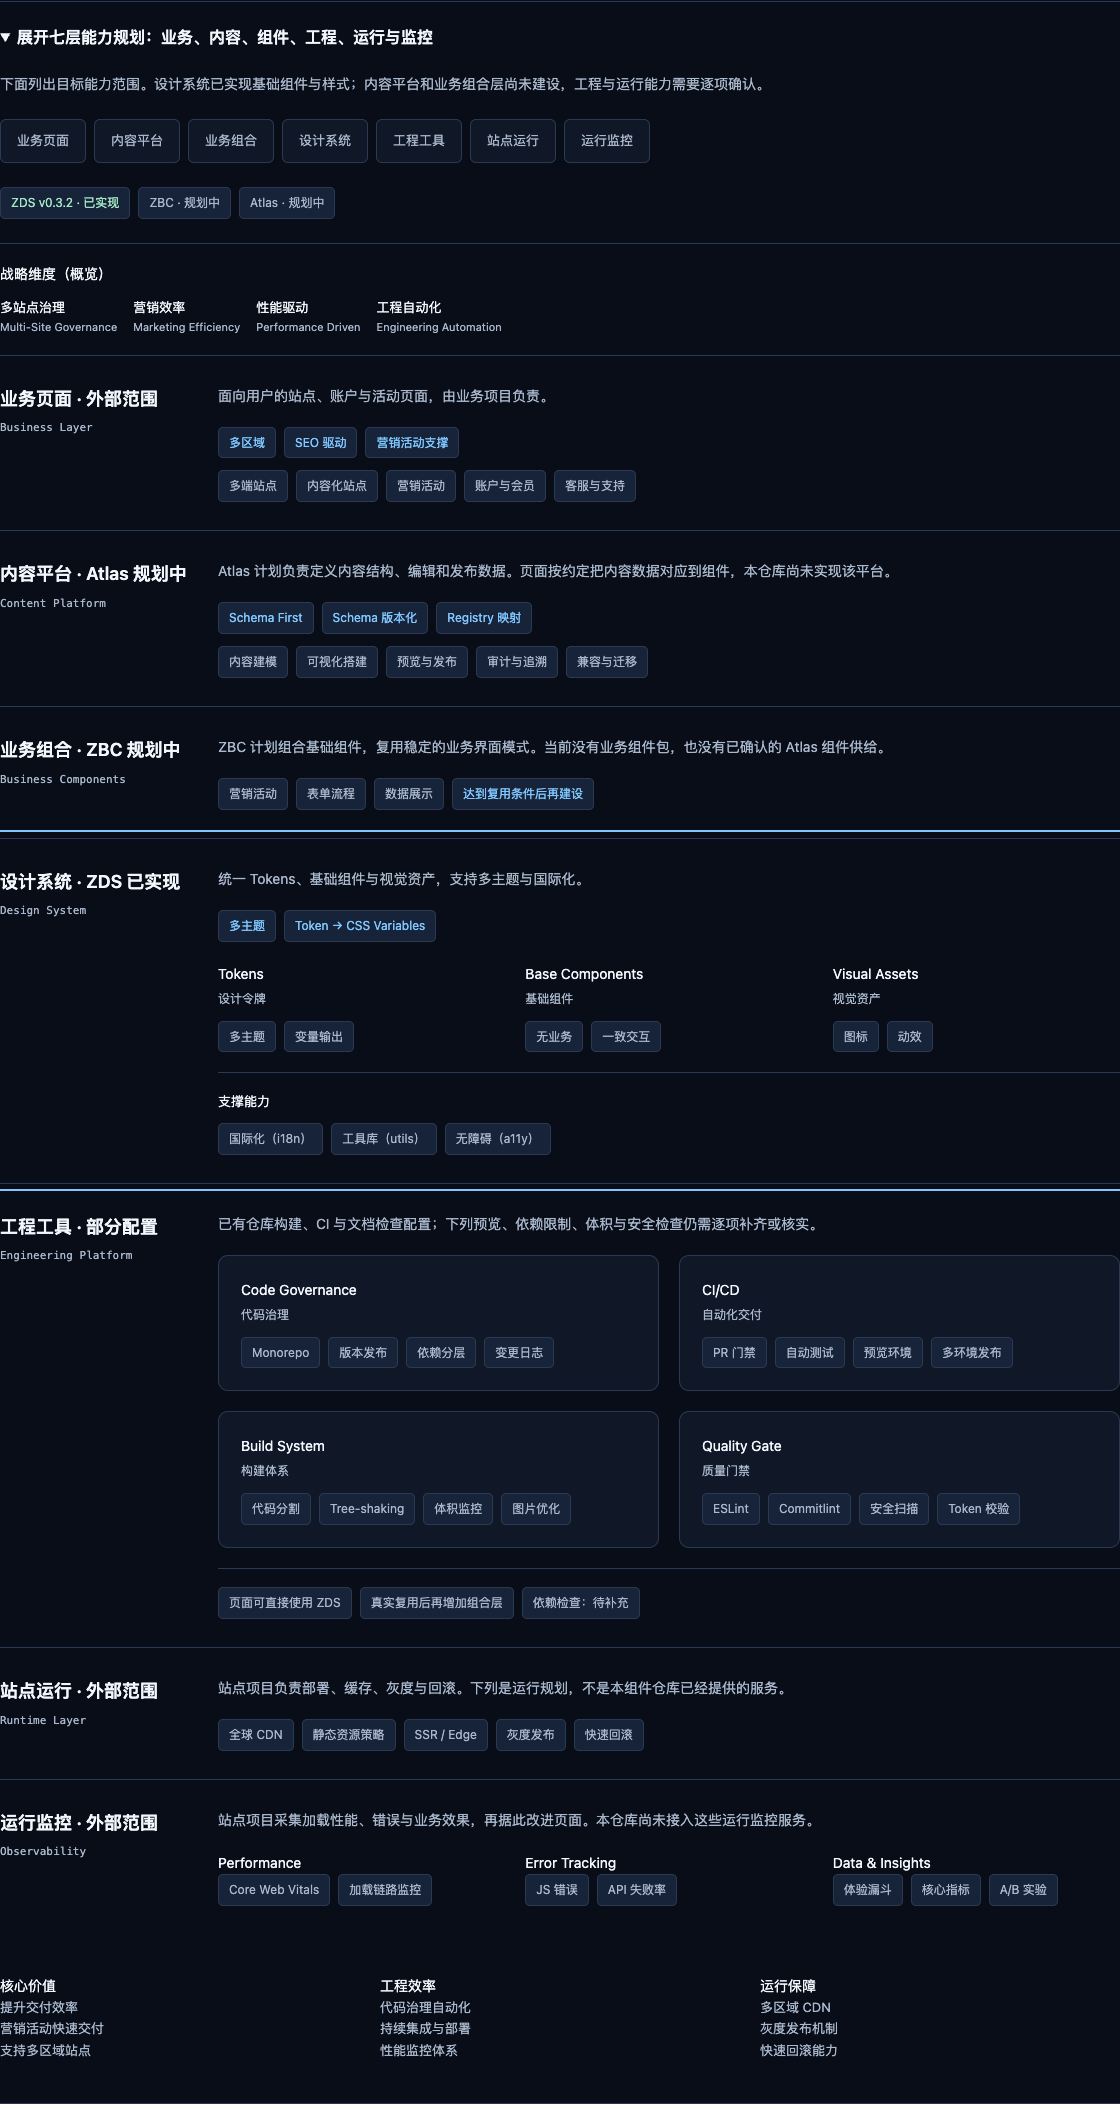 ▼ 展开七层能力规划：业务、内容、组件、工程、运行与监控
下面列出目标能力范围。设计系统已实现基础组件与样式；内容平台和业务组合层尚未建设，工程与运行能力需要逐项确认。
业务页面 内容平台 业务组合 设计系统 工程工具 站点运行 运行监控
ZDS v0.3.2 · 已实现 ZBC · 规划中 Atlas · 规划中
战略维度（概览）
多站点治理 营销效率 性能驱动 工程自动化
Multi-Site Governance Marketing Efficiency Performance Driven Engineering Automation
业务页面 · 外部范围
Business Layer
面向用户的站点、账户与活动页面，由业务项目负责。
多区域 SEO 驱动 营销活动支撑
多端站点 内容化站点 营销活动 账户与会员 客服与支持
内容平台 · Atlas 规划中
Content Platform
Atlas 计划负责定义内容结构、编辑和发布数据。页面按约定把内容数据对应到组件，本仓库尚未实现该平台。
Schema First Schema 版本化 Registry 映射
内容建模 可视化搭建 预览与发布 审计与追溯 兼容与迁移
业务组合 · ZBC 规划中
Business Components
ZBC 计划组合基础组件，复用稳定的业务界面模式。当前没有业务组件包，也没有已确认的 Atlas 组件供给。
营销活动 表单流程 数据展示 达到复用条件后再建设
设计系统 · ZDS 已实现
Design System
统一 Tokens、基础组件与视觉资产，支持多主题与国际化。
多主题 Token → CSS Variables
Tokens Base Components Visual Assets
设计令牌 基础组件 视觉资产
多主题 变量输出 无业务 一致交互 图标 动效
支撑能力
国际化（i18n） 工具库（utils） 无障碍（a11y）
工程工具 · 部分配置
Engineering Platform
已有仓库构建、CI 与文档检查配置；下列预览、依赖限制、体积与安全检查仍需逐项补齐或核实。
Code Governance
代码治理
Monorepo 版本发布 依赖分层 变更日志
CI/CD
自动化交付
PR 门禁 自动测试 预览环境 多环境发布
Build System
构建体系
代码分割 Tree-shaking 体积监控 图片优化
Quality Gate
质量门禁
ESLint Commitlint 安全扫描 Token 校验
页面可直接使用 ZDS 真实复用后再增加组合层 依赖检查：待补充
站点运行 · 外部范围
Runtime Layer
站点项目负责部署、缓存、灰度与回滚。下列是运行规划，不是本组件仓库已经提供的服务。
全球 CDN 静态资源策略 SSR / Edge 灰度发布 快速回滚
运行监控 · 外部范围
Observability
站点项目采集加载性能、错误与业务效果，再据此改进页面。本仓库尚未接入这些运行监控服务。
Performance Error Tracking Data & Insights
Core Web Vitals 加载链路监控 JS 错误 API 失败率 体验漏斗 核心指标 A/B 实验
核心价值
提升交付效率
营销活动快速交付
支持多区域站点
工程效率
代码治理自动化
持续集成与部署
性能监控体系
运行保障
多区域 CDN
灰度发布机制
快速回滚能力